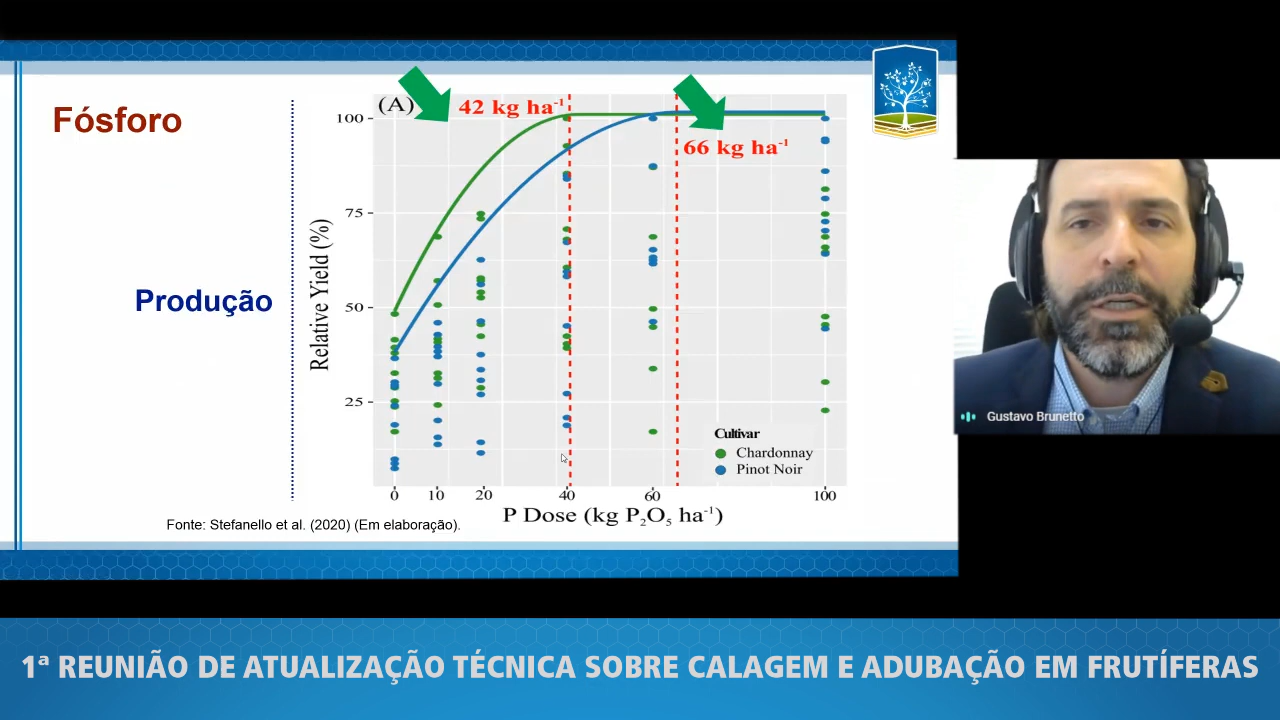 Fósforo
Produção
(A)
42 kg ha⁻¹
66 kg ha⁻¹
100
75
50
25
Relative Yield (%)
Cultivar
Chardonnay
Pinot Noir
0 10 20 40 60 100
P Dose (kg P₂O₅ ha⁻¹)
Fonte: Stefanello et al. (2020) (Em elaboração).
Gustavo Brunetto
1ª REUNIÃO DE ATUALIZAÇÃO TÉCNICA SOBRE CALAGEM E ADUBAÇÃO EM FRUTÍFERAS